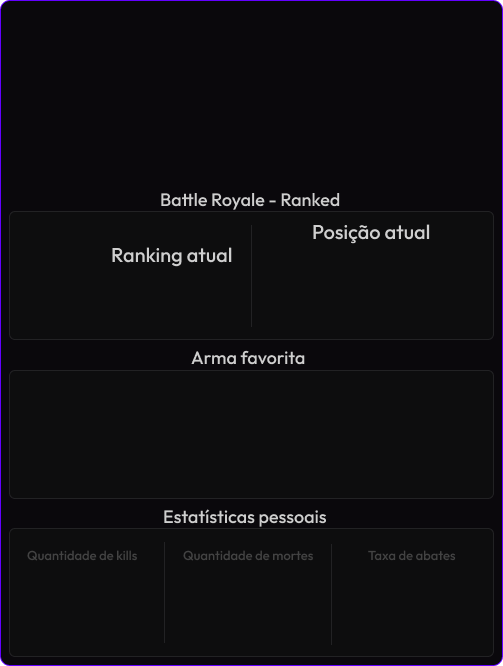 Battle Royale - Ranked
Ranking atual
Posição atual
Arma favorita
Estatísticas pessoais
Quantidade de kills
Quantidade de mortes
Taxa de abates